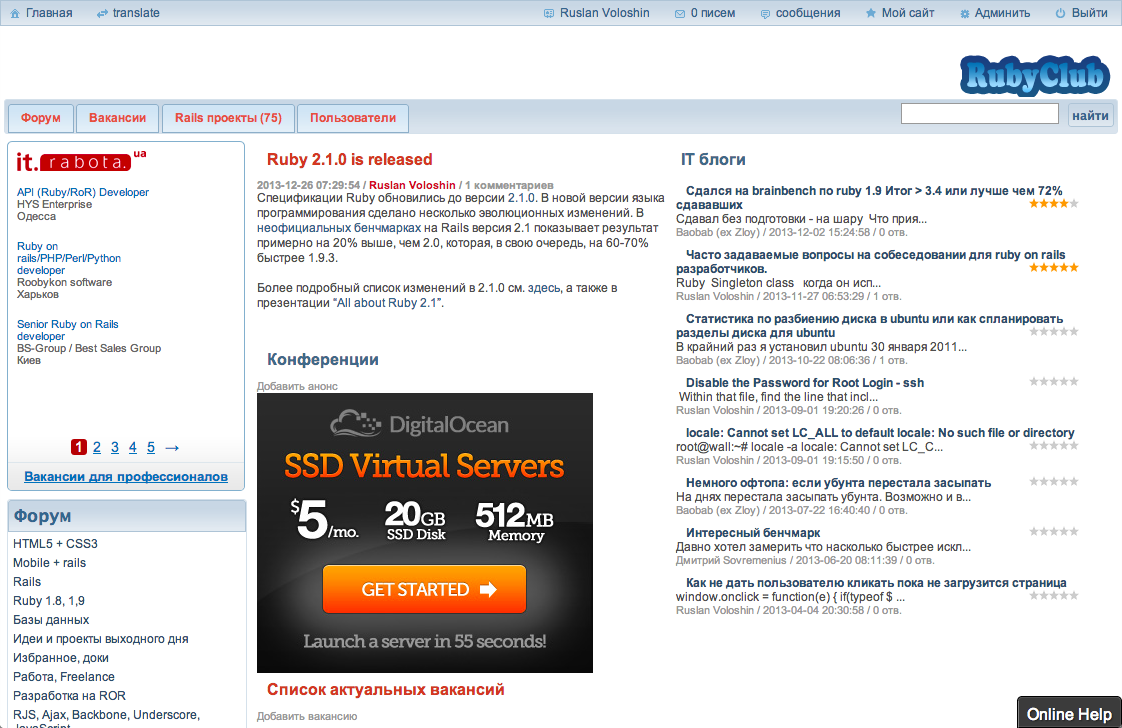 Главная translate Ruslan Voloshin 0 писем сообщения Мой сайт Админить Выйти
RubyClub
Форум Вакансии Rails проекты (75) Пользователи найти
it.rabota.ua
API (Ruby/RoR) Developer
HYS Enterprise
Одесса
Ruby on
rails/PHP/Perl/Python
developer
Roobykon software
Харьков
Senior Ruby on Rails
developer
BS-Group / Best Sales Group
Киев
1 2 3 4 5 →
Вакансии для профессионалов
Форум
HTML5 + CSS3
Mobile + rails
Rails
Ruby 1.8, 1,9
Базы данных
Идеи и проекты выходного дня
Избранное, доки
Работа, Freelance
Разработка на ROR
RJS, Ajax, Backbone, Underscore,
JavaScript
Ruby 2.1.0 is released
2013-12-26 07:29:54 / Ruslan Voloshin / 1 комментариев
Спецификации Ruby обновились до версии 2.1.0. В новой версии языка
программирования сделано несколько эволюционных изменений. В
неофициальных бенчмарках на Rails версия 2.1 показывает результат
примерно на 20% выше, чем 2.0, которая, в свою очередь, на 60-70%
быстрее 1.9.3.
Более подробный список изменений в 2.1.0 см. здесь, а также в
презентации "All about Ruby 2.1".
Конференции
Добавить анонс
DigitalOcean
SSD Virtual Servers
$5/mo. 20GB SSD Disk 512MB Memory
GET STARTED
Launch a server in 55 seconds!
Список актуальных вакансий
Добавить вакансию
IT блоги
Сдался на brainbench по ruby 1.9 Итог > 3.4 или лучше чем 72%
сдававших
Сдавал без подготовки - на шару Что прия...
Baobab (ex Zloy) / 2013-12-02 15:24:58 / 0 отв.
Часто задаваемые вопросы на собеседовании для ruby on rails
разработчиков.
Ruby Singleton class когда он исп...
Ruslan Voloshin / 2013-11-27 06:53:29 / 1 отв.
Статистика по разбиению диска в ubuntu или как спланировать
разделы диска для ubuntu
В крайний раз я установил ubuntu 30 января 2011...
Baobab (ex Zloy) / 2013-10-22 08:06:36 / 1 отв.
Disable the Password for Root Login - ssh
Within that file, find the line that incl...
Ruslan Voloshin / 2013-09-01 19:20:26 / 0 отв.
locale: Cannot set LC_ALL to default locale: No such file or directory
root@wall:~# locale -a locale: Cannot set LC_C...
Ruslan Voloshin / 2013-09-01 19:15:50 / 0 отв.
Немного офтопа: если убунта перестала засыпать
На днях перестала засыпать убунта. Возможно и в...
Baobab (ex Zloy) / 2013-07-22 16:40:40 / 0 отв.
Интересный бенчмарк
Давно хотел замерить что насколько быстрее искл...
Дмитрий Sovremenius / 2013-06-20 08:11:39 / 0 отв.
Как не дать пользователю кликать пока не загрузится страница
window.onclick = function(e) { if(typeof $ ...
Ruslan Voloshin / 2013-04-04 20:30:58 / 0 отв.
Online Help